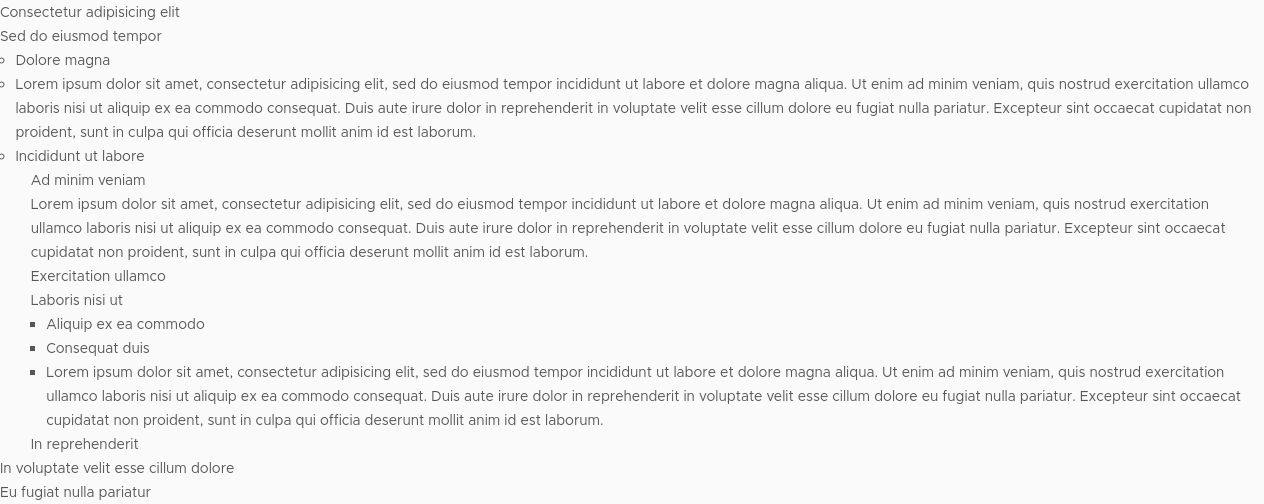 Consectetur adipisicing elit
Sed do eiusmod tempor
Dolore magna
Lorem ipsum dolor sit amet, consectetur adipisicing elit, sed do eiusmod tempor incididunt ut labore et dolore magna aliqua. Ut enim ad minim veniam, quis nostrud exercitation ullamco
laboris nisi ut aliquip ex ea commodo consequat. Duis aute irure dolor in reprehenderit in voluptate velit esse cillum dolore eu fugiat nulla pariatur. Excepteur sint occaecat cupidatat non
proident, sunt in culpa qui officia deserunt mollit anim id est laborum.
Incididunt ut labore
Ad minim veniam
Lorem ipsum dolor sit amet, consectetur adipisicing elit, sed do eiusmod tempor incididunt ut labore et dolore magna aliqua. Ut enim ad minim veniam, quis nostrud exercitation
ullamco laboris nisi ut aliquip ex ea commodo consequat. Duis aute irure dolor in reprehenderit in voluptate velit esse cillum dolore eu fugiat nulla pariatur. Excepteur sint occaecat
cupidatat non proident, sunt in culpa qui officia deserunt mollit anim id est laborum.
Exercitation ullamco
Laboris nisi ut
Aliquip ex ea commodo
Consequat duis
Lorem ipsum dolor sit amet, consectetur adipisicing elit, sed do eiusmod tempor incididunt ut labore et dolore magna aliqua. Ut enim ad minim veniam, quis nostrud exercitation
ullamco laboris nisi ut aliquip ex ea commodo consequat. Duis aute irure dolor in reprehenderit in voluptate velit esse cillum dolore eu fugiat nulla pariatur. Excepteur sint occaecat
cupidatat non proident, sunt in culpa qui officia deserunt mollit anim id est laborum.
In reprehenderit
In voluptate velit esse cillum dolore
Eu fugiat nulla pariatur